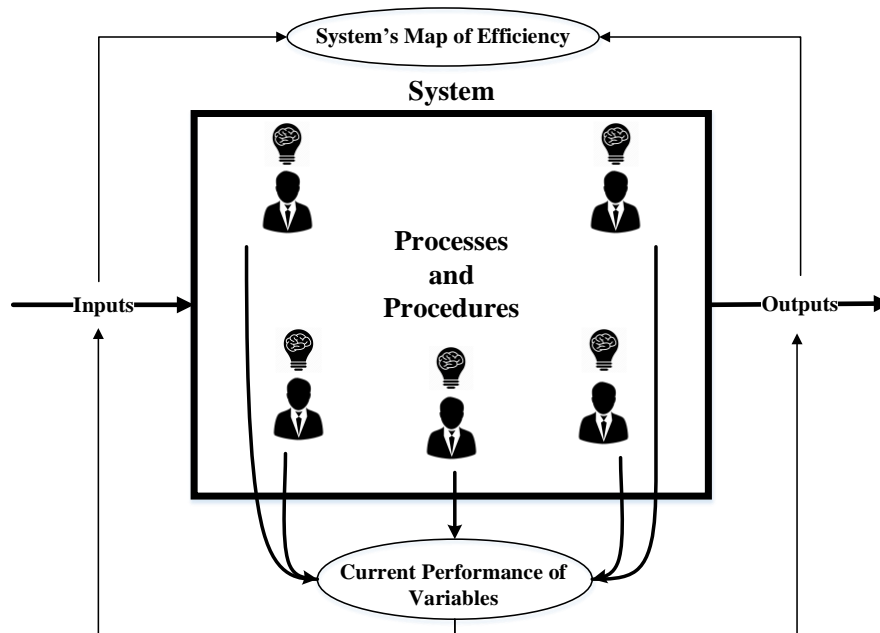 System's Map of Efficiency
System
Processes
and
Procedures
Inputs
Outputs
Current Performance of
Variables